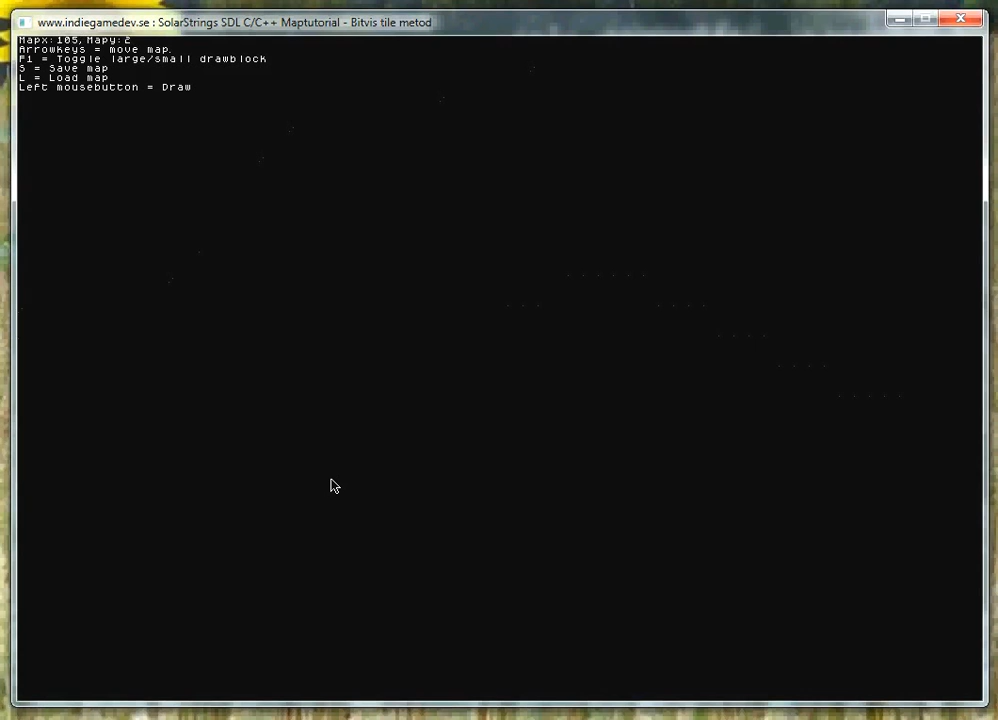 www.indiegamedev.se : SolarStrings SDL C/C++ Maptutorial - Bitvis tile metod
Mapx:105,Mapy:2
Arrowkeys = move map.
F1 = Toggle large/small drawblock
S = Save map
L = Load map
Left mousebutton = Draw